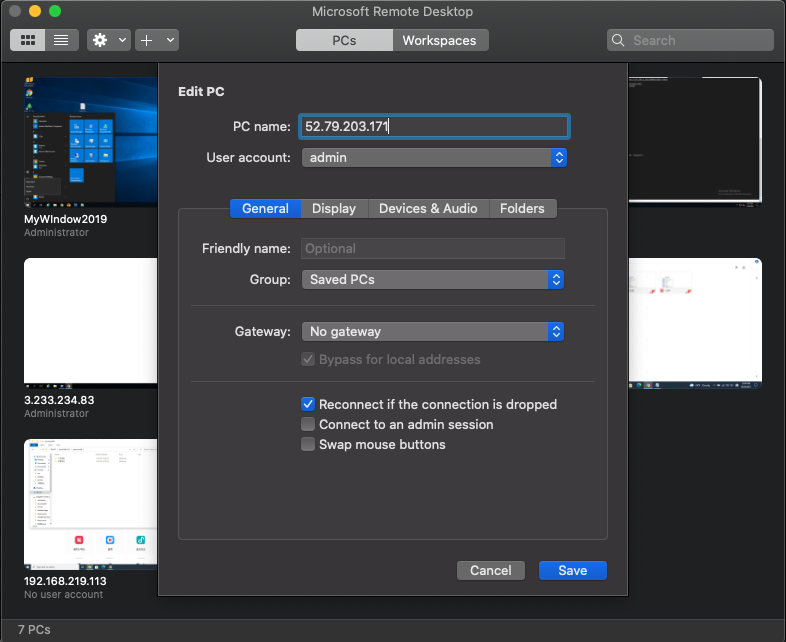 Microsoft Remote Desktop
PCs
Workspaces
Search
Edit PC
PC name: 52.79.203.171
User account: admin
General Display Devices & Audio Folders
Friendly name: Optional
Group: Saved PCs
Gateway: No gateway
Bypass for local addresses
Reconnect if the connection is dropped
Connect to an admin session
Swap mouse buttons
Cancel Save
MyWIndow2019
Administrator
3.233.234.83
Administrator
192.168.219.113
No user account
7 PCs